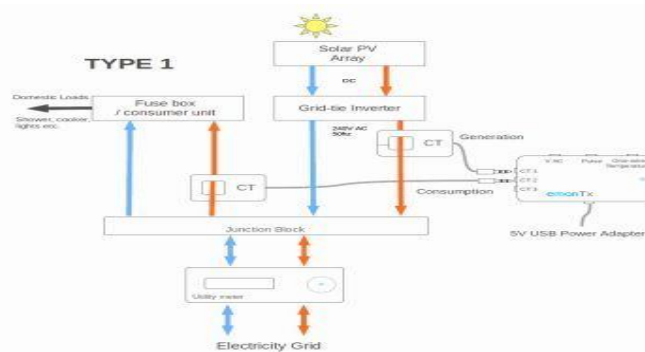 TYPE 1
Solar PV
Array
DC
Domestic Loads
Shower, cooker,
lights etc.
Fuse box
/ consumer unit
Grid-tie Inverter
240V AC
50hz
CT
Generation
CT
Consumption
V AC
Pulse
CT 1
CT 2
CT 3
emonTx
5V USB Power Adapter
Junction Block
Utility meter
Electricity Grid